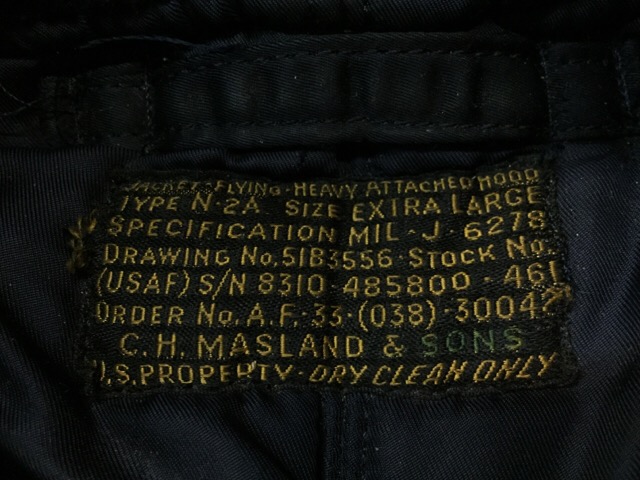 JACKET-FLYING-HEAVY ATTACHED HOOD
TYPE N-2A SIZE EXTRA LARGE
SPECIFICATION MIL-J-6278
DRAWING No.51B3556-STOCK No.
(USAF) S/N 8310-485800-461
ORDER No. A.F.-33-(038)-30042
C.H. MASLAND & SONS
U.S.PROPERTY-DRY CLEAN ONLY